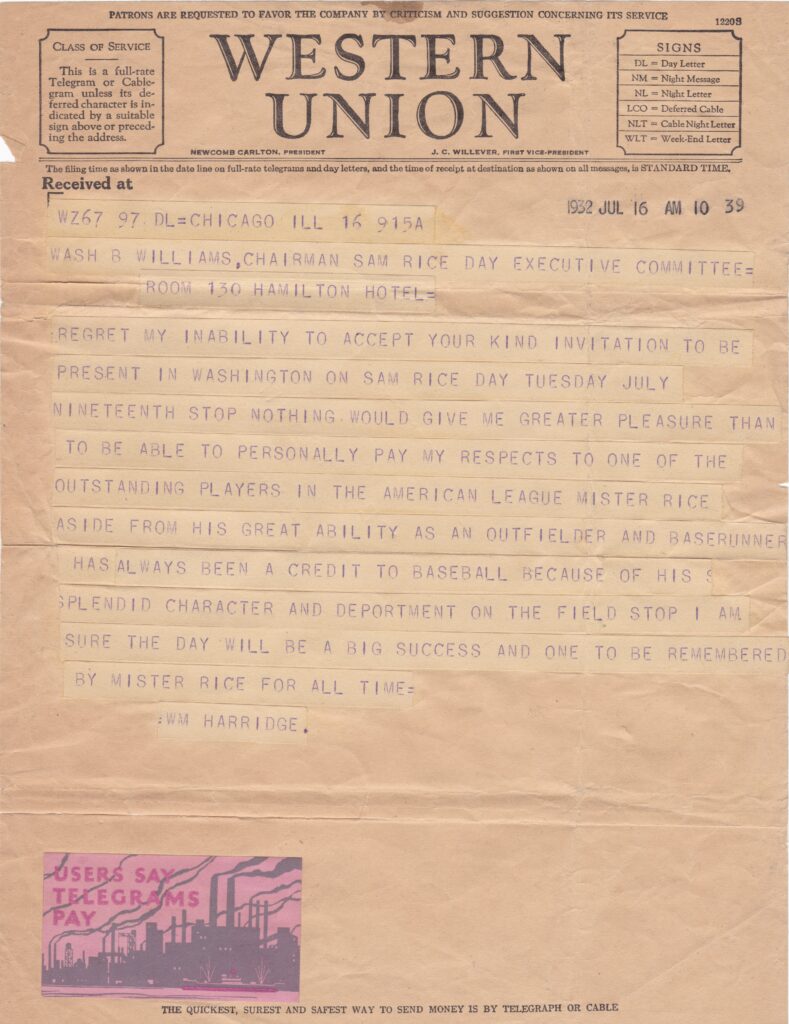 PATRONS ARE REQUESTED TO FAVOR THE COMPANY BY CRITICISM AND SUGGESTION CONCERNING ITS SERVICE
1220S
CLASS OF SERVICE
This is a full-rate
Telegram or Cable-
gram unless its de-
ferred character is in-
dicated by a suitable
sign above or preced-
ing the address.
WESTERN
UNION
NEWCOMB CARLTON, PRESIDENT
J. C. WILLEVER, FIRST VICE-PRESIDENT
SIGNS
DL = Day Letter
NM = Night Message
NL = Night Letter
LCO = Deferred Cable
NLT = Cable Night Letter
WLT = Week-End Letter
The filing time as shown in the date line on full-rate telegrams and day letters, and the time of receipt at destination as shown on all messages, is STANDARD TIME.
Received at
1932 JUL 16 AM 10 39
WZ67 97 DL=CHICAGO ILL 16 915A
WASH B WILLIAMS, CHAIRMAN SAM RICE DAY EXECUTIVE COMMITTEE=
ROOM 130 HAMILTON HOTEL=
REGRET MY INABILITY TO ACCEPT YOUR KIND INVITATION TO BE
PRESENT IN WASHINGTON ON SAM RICE DAY TUESDAY JULY
NINETEENTH STOP NOTHING WOULD GIVE ME GREATER PLEASURE THAN
TO BE ABLE TO PERSONALLY PAY MY RESPECTS TO ONE OF THE
OUTSTANDING PLAYERS IN THE AMERICAN LEAGUE MISTER RICE
ASIDE FROM HIS GREAT ABILITY AS AN OUTFIELDER AND BASERUNNER
HAS ALWAYS BEEN A CREDIT TO BASEBALL BECAUSE OF HIS S
SPLENDID CHARACTER AND DEPORTMENT ON THE FIELD STOP I AM
SURE THE DAY WILL BE A BIG SUCCESS AND ONE TO BE REMEMBERED
BY MISTER RICE FOR ALL TIME=
:WM HARRIDGE.
USERS SAY
TELEGRAMS
PAY
THE QUICKEST, SUREST AND SAFEST WAY TO SEND MONEY IS BY TELEGRAPH OR CABLE